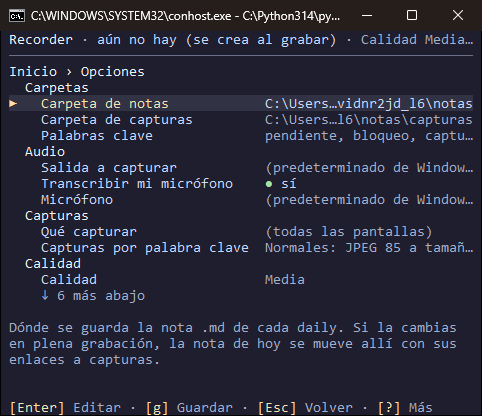 C:\WINDOWS\SYSTEM32\conhost.exe - C:\Python314\py…
Recorder · aún no hay (se crea al grabar) · Calidad Media…
Inicio › Opciones
Carpetas
► Carpeta de notas C:\Users…vidnr2jd_l6\notas
Carpeta de capturas C:\Users…l6\notas\capturas
Palabras clave pendiente, bloqueo, captu…
Audio
Salida a capturar (predeterminado de Window…
Transcribir mi micrófono ● sí
Micrófono (predeterminado de Window…
Capturas
Qué capturar (todas las pantallas)
Capturas por palabra clave Normales: JPEG 85 a tamañ…
Calidad
Calidad Media
↓ 6 más abajo
Dónde se guarda la nota .md de cada daily. Si la cambias
en plena grabación, la nota de hoy se mueve allí con sus
enlaces a capturas.
[Enter] Editar · [g] Guardar · [Esc] Volver · [?] Más